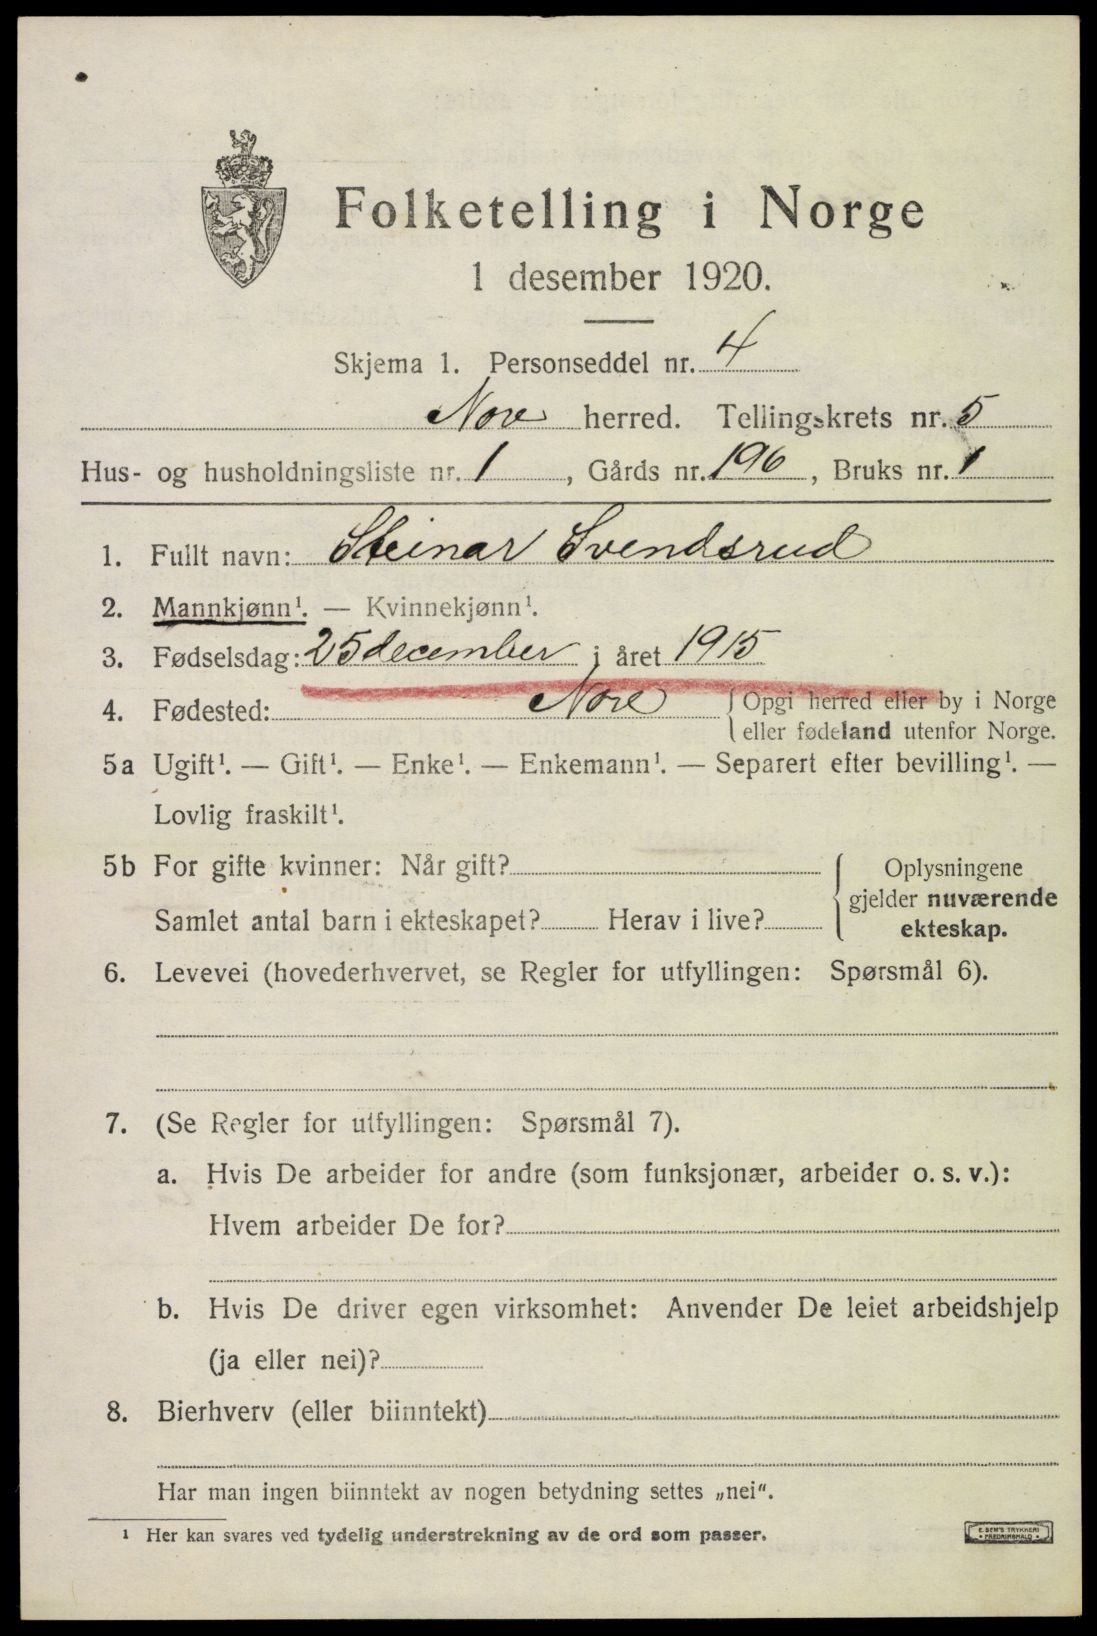 Folketelling i Norge
1 desember 1920.
Skjema 1. Personseddel nr. 4
Nore herred. Tellingskrets nr. 5
Hus- og husholdningsliste nr. 1, Gårds nr. 196, Bruks nr. 1
1. Fullt navn: Steinar Svendsrud
2. Mannkjønn¹. — Kvinnekjønn¹.
3. Fødselsdag: 25 december i året 1915
4. Fødested: Nore { Opgi herred eller by i Norge
eller fødeland utenfor Norge.
5a Ugift¹. — Gift¹. — Enke¹. — Enkemann¹. — Separert efter bevilling¹. —
Lovlig fraskilt¹.
5b For gifte kvinner: Når gift? { Oplysningene
gjelder nuværende
Samlet antal barn i ekteskapet? Herav i live? ekteskap.
6. Levevei (hovederhvervet, se Regler for utfyllingen: Spørsmål 6).
7. (Se Regler for utfyllingen: Spørsmål 7).
a. Hvis De arbeider for andre (som funksjonær, arbeider o. s. v.):
Hvem arbeider De for?
b. Hvis De driver egen virksomhet: Anvender De leiet arbeidshjelp
(ja eller nei)?
8. Bierhverv (eller biinntekt)
Har man ingen biinntekt av nogen betydning settes „nei".
¹ Her kan svares ved tydelig understrekning av de ord som passer.
E. SEM'S TRYKKERI
FREDRIKSHALD